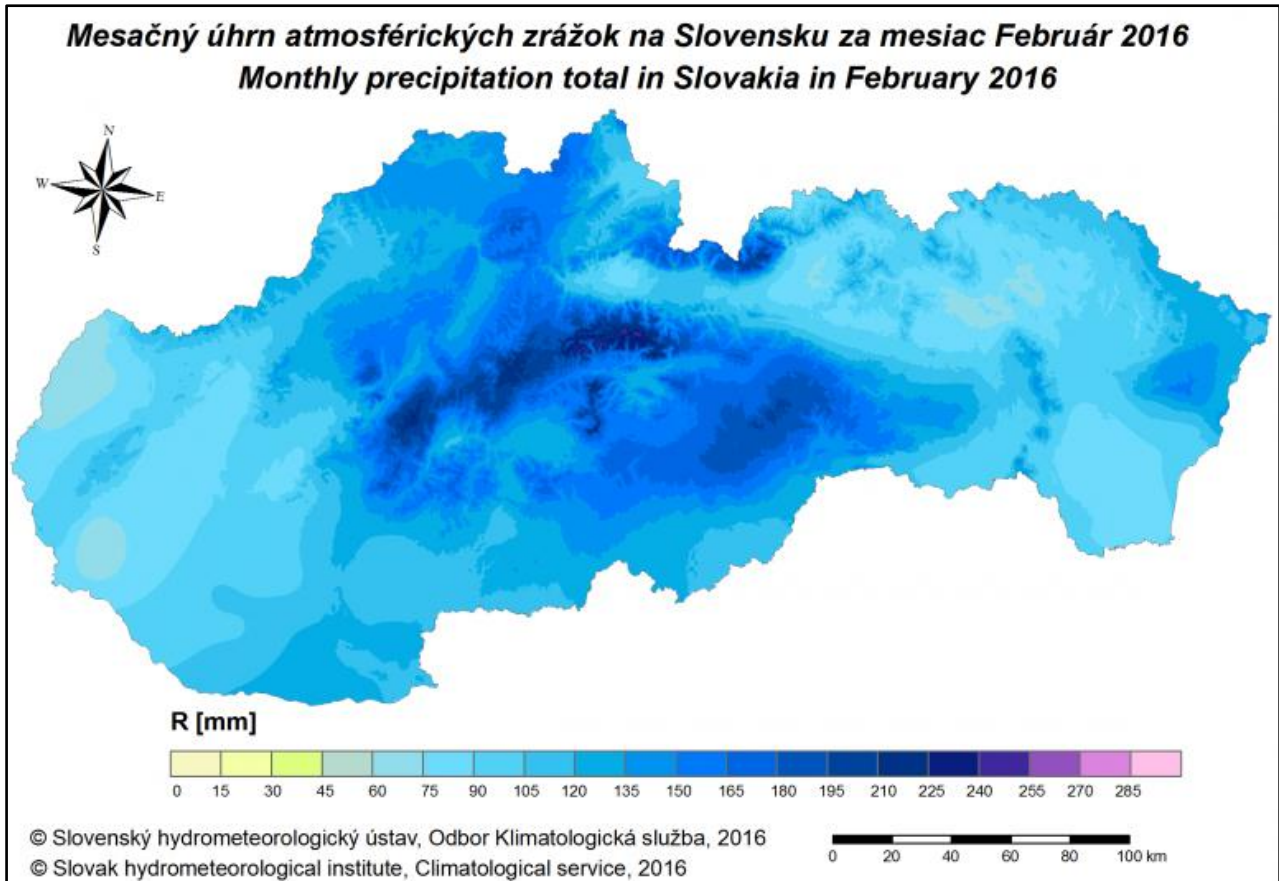 Mesačný úhrn atmosférických zrážok na Slovensku za mesiac Február 2016
Monthly precipitation total in Slovakia in February 2016
N
W
E
S
R [mm]
0 15 30 45 60 75 90 105 120 135 150 165 180 195 210 225 240 255 270 285
© Slovenský hydrometeorologický ústav, Odbor Klimatologická služba, 2016
© Slovak hydrometeorological institute, Climatological service, 2016
0 20 40 60 80 100 km